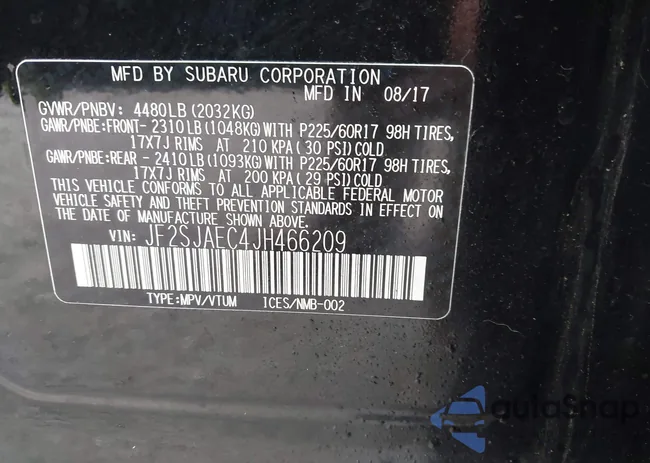 MFD BY SUBARU CORPORATION
MFD IN 08/17
GVWR/PNBV: 4480LB(2032KG)
GAWR/PNBE:FRONT- 2310LB(1048KG)WITH P225/60R17 98H TIRES,
17X7J RIMS AT 210 KPA(30 PSI)COLD
GAWR/PNBE:REAR - 2410LB(1093KG)WITH P225/60R17 98H TIRES,
17X7J RIMS AT 200 KPA(29 PSI)COLD
THIS VEHICLE CONFORMS TO ALL APPLICABLE FEDERAL MOTOR
VEHICLE SAFETY AND THEFT PREVENTION STANDARDS IN EFFECT ON
THE DATE OF MANUFACTURE SHOWN ABOVE.
VIN: JF2SJAEC4JH466209
TYPE:MPV/VTUM ICES/NMB-002
autoSnap